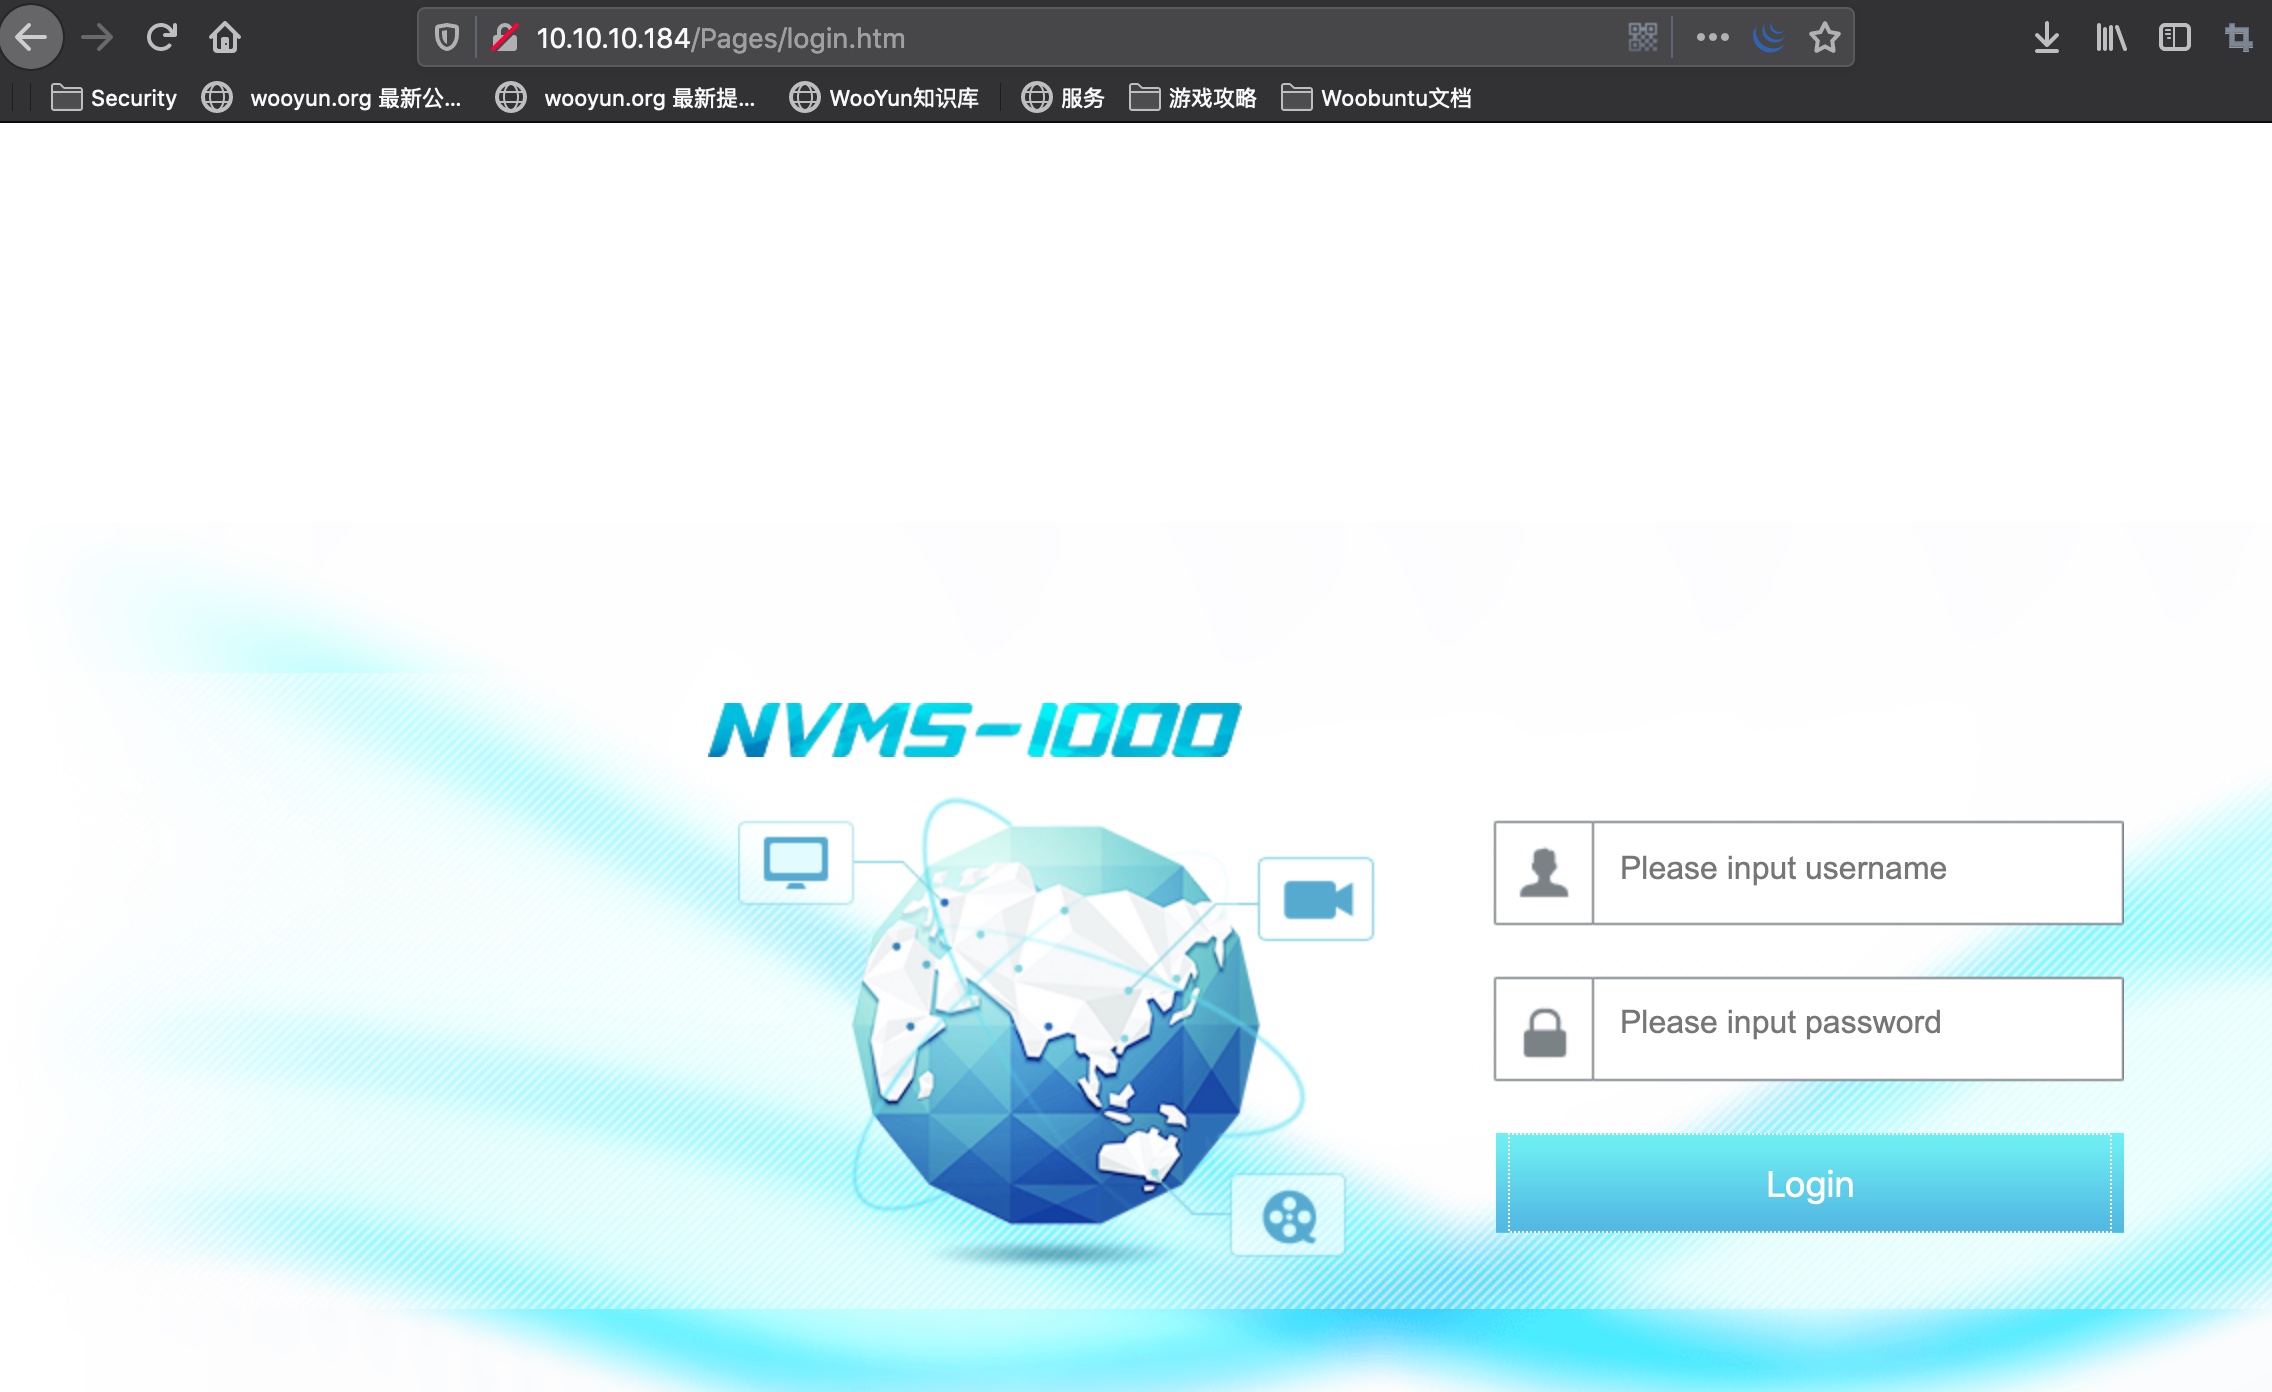 10.10.10.184/Pages/login.htm
Security wooyun.org 最新公... wooyun.org 最新提... WooYun知识库 服务 游戏攻略 Woobuntu文档
NVMS-1000
Please input username
Please input password
Login